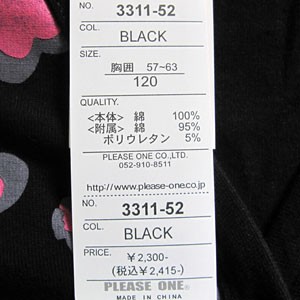 NO. 3311-52
COL. BLACK
SIZE.
胸囲 57~63
120
QUALITY.
<本体> 綿 100%
<附属> 綿 95%
ポリウレタン 5%
PLEASE ONE CO.,LTD.
052-910-8511
http://www.please-one.co.jp
NO. 3311-52
COL. BLACK
PRICE.
¥2,300-
(税込¥2,415-)
PLEASE ONE®
MADE IN CHINA